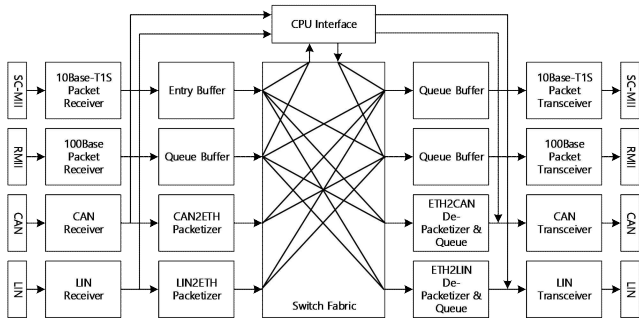 CPU Interface
SC-MII
10Base-T1S
Packet
Receiver
Entry Buffer
Queue Buffer
10Base-T1S
Packet
Transceiver
SC-MII
RMII
100Base
Packet
Receiver
Queue Buffer
Queue Buffer
100Base
Packet
Transceiver
RMII
CAN
CAN
Receiver
CAN2ETH
Packetizer
ETH2CAN
De-
Packetizer &
Queue
CAN
Transceiver
CAN
LIN
LIN
Receiver
LIN2ETH
Packetizer
Switch Fabric
ETH2LIN
De-
Packetizer &
Queue
LIN
Transceiver
LIN